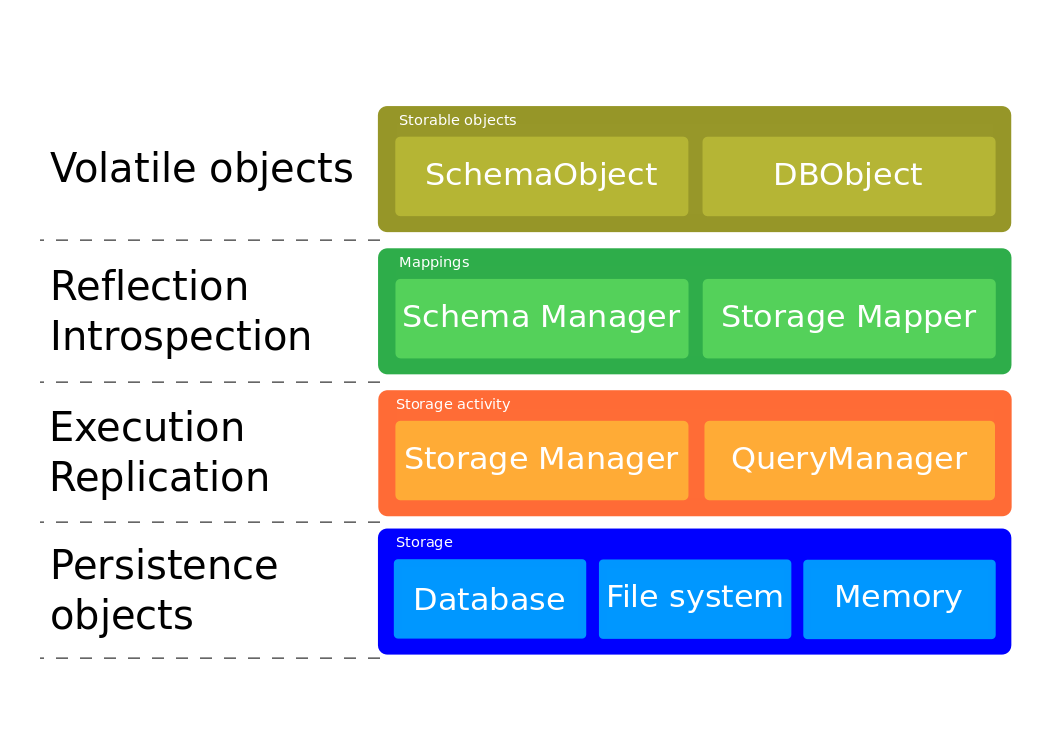 Volatile objects
Storable objects
SchemaObject
DBObject
Reflection
Introspection
Mappings
Schema Manager
Storage Mapper
Execution
Replication
Storage activity
Storage Manager
QueryManager
Persistence
objects
Storage
Database
File system
Memory